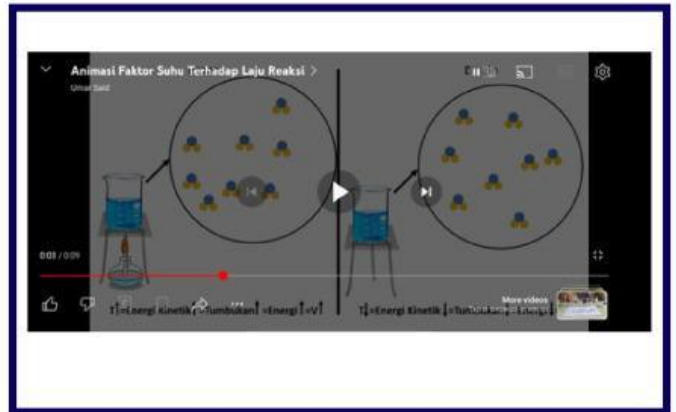 Animasi Faktor Suhu Terhadap Laju Reaksi >
Umar Said
0:03 / 0:09
More videos
T↑=Energi Kinetik↑=Tumbukan↑ =Energi↑=V↑
T↓=Energi Kinetik ↓=Tumbukan↓